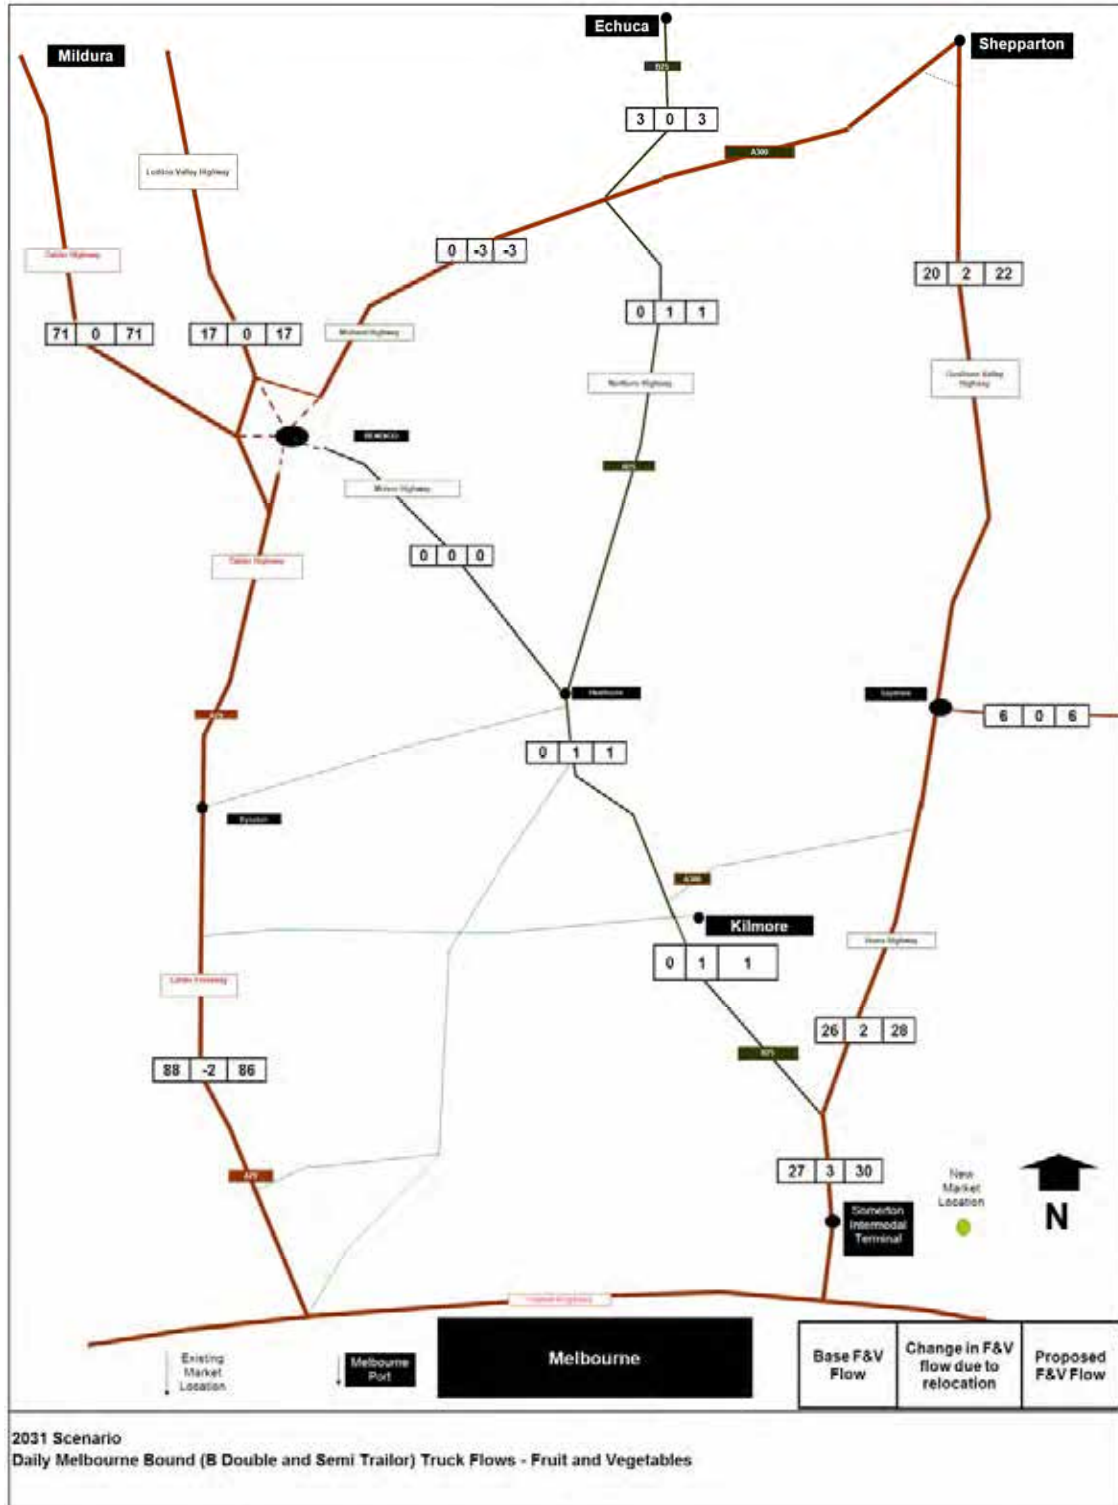 Echuca
Shepparton
Mildura
B75
3 0 3
A300
Loddon Valley Highway
0 -3 -3
Calder Highway
20 2 22
71 0 71
17 0 17
0 1 1
Midland Highway
Northern Highway
Goulburn Valley
Highway
BENDIGO
B75
0 0 0
Calder Highway
Heathcote
Seymour
6 0 6
A79
0 1 1
Kyneton
Kilmore
0 1 1
Hume Highway
Calder Freeway
26 2 28
B75
88 -2 86
27 3 30
A79
New
Market
Location
N
Somerton
Intermodal
Terminal
Existing
Market
Location
Melbourne
Port
Melbourne
Base F&V
Flow
Change in F&V
flow due to
relocation
Proposed
F&V Flow
2031 Scenario
Daily Melbourne Bound (B Double and Semi Trailor) Truck Flows - Fruit and Vegetables